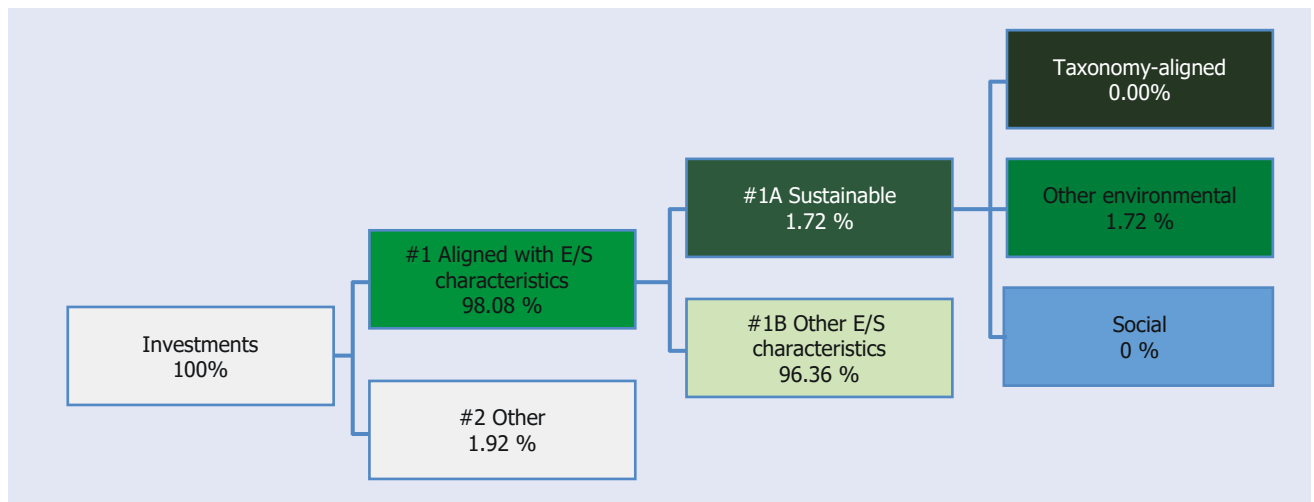 Investments
100%
#1 Aligned with E/S
characteristics
98.08 %
#2 Other
1.92 %
#1A Sustainable
1.72 %
#1B Other E/S
characteristics
96.36 %
Taxonomy-aligned
0.00%
Other environmental
1.72 %
Social
0 %